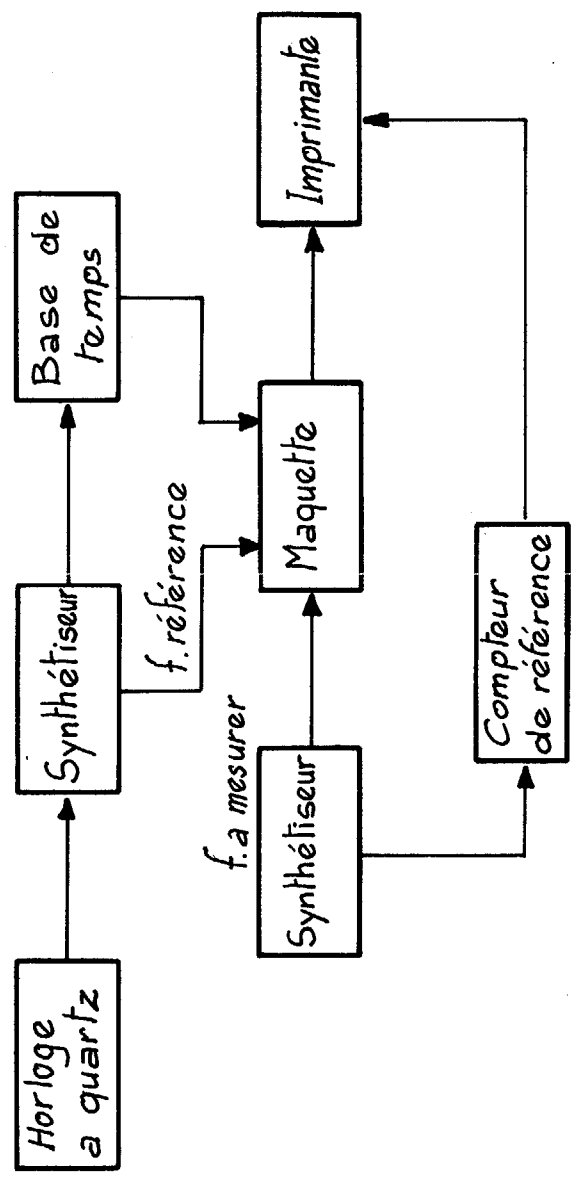 Horloge
a quartz
Synthétiseur
Base de
temps
f. référence
f. a mesurer
Synthétiseur
Maquette
Imprimante
Compteur
de référence